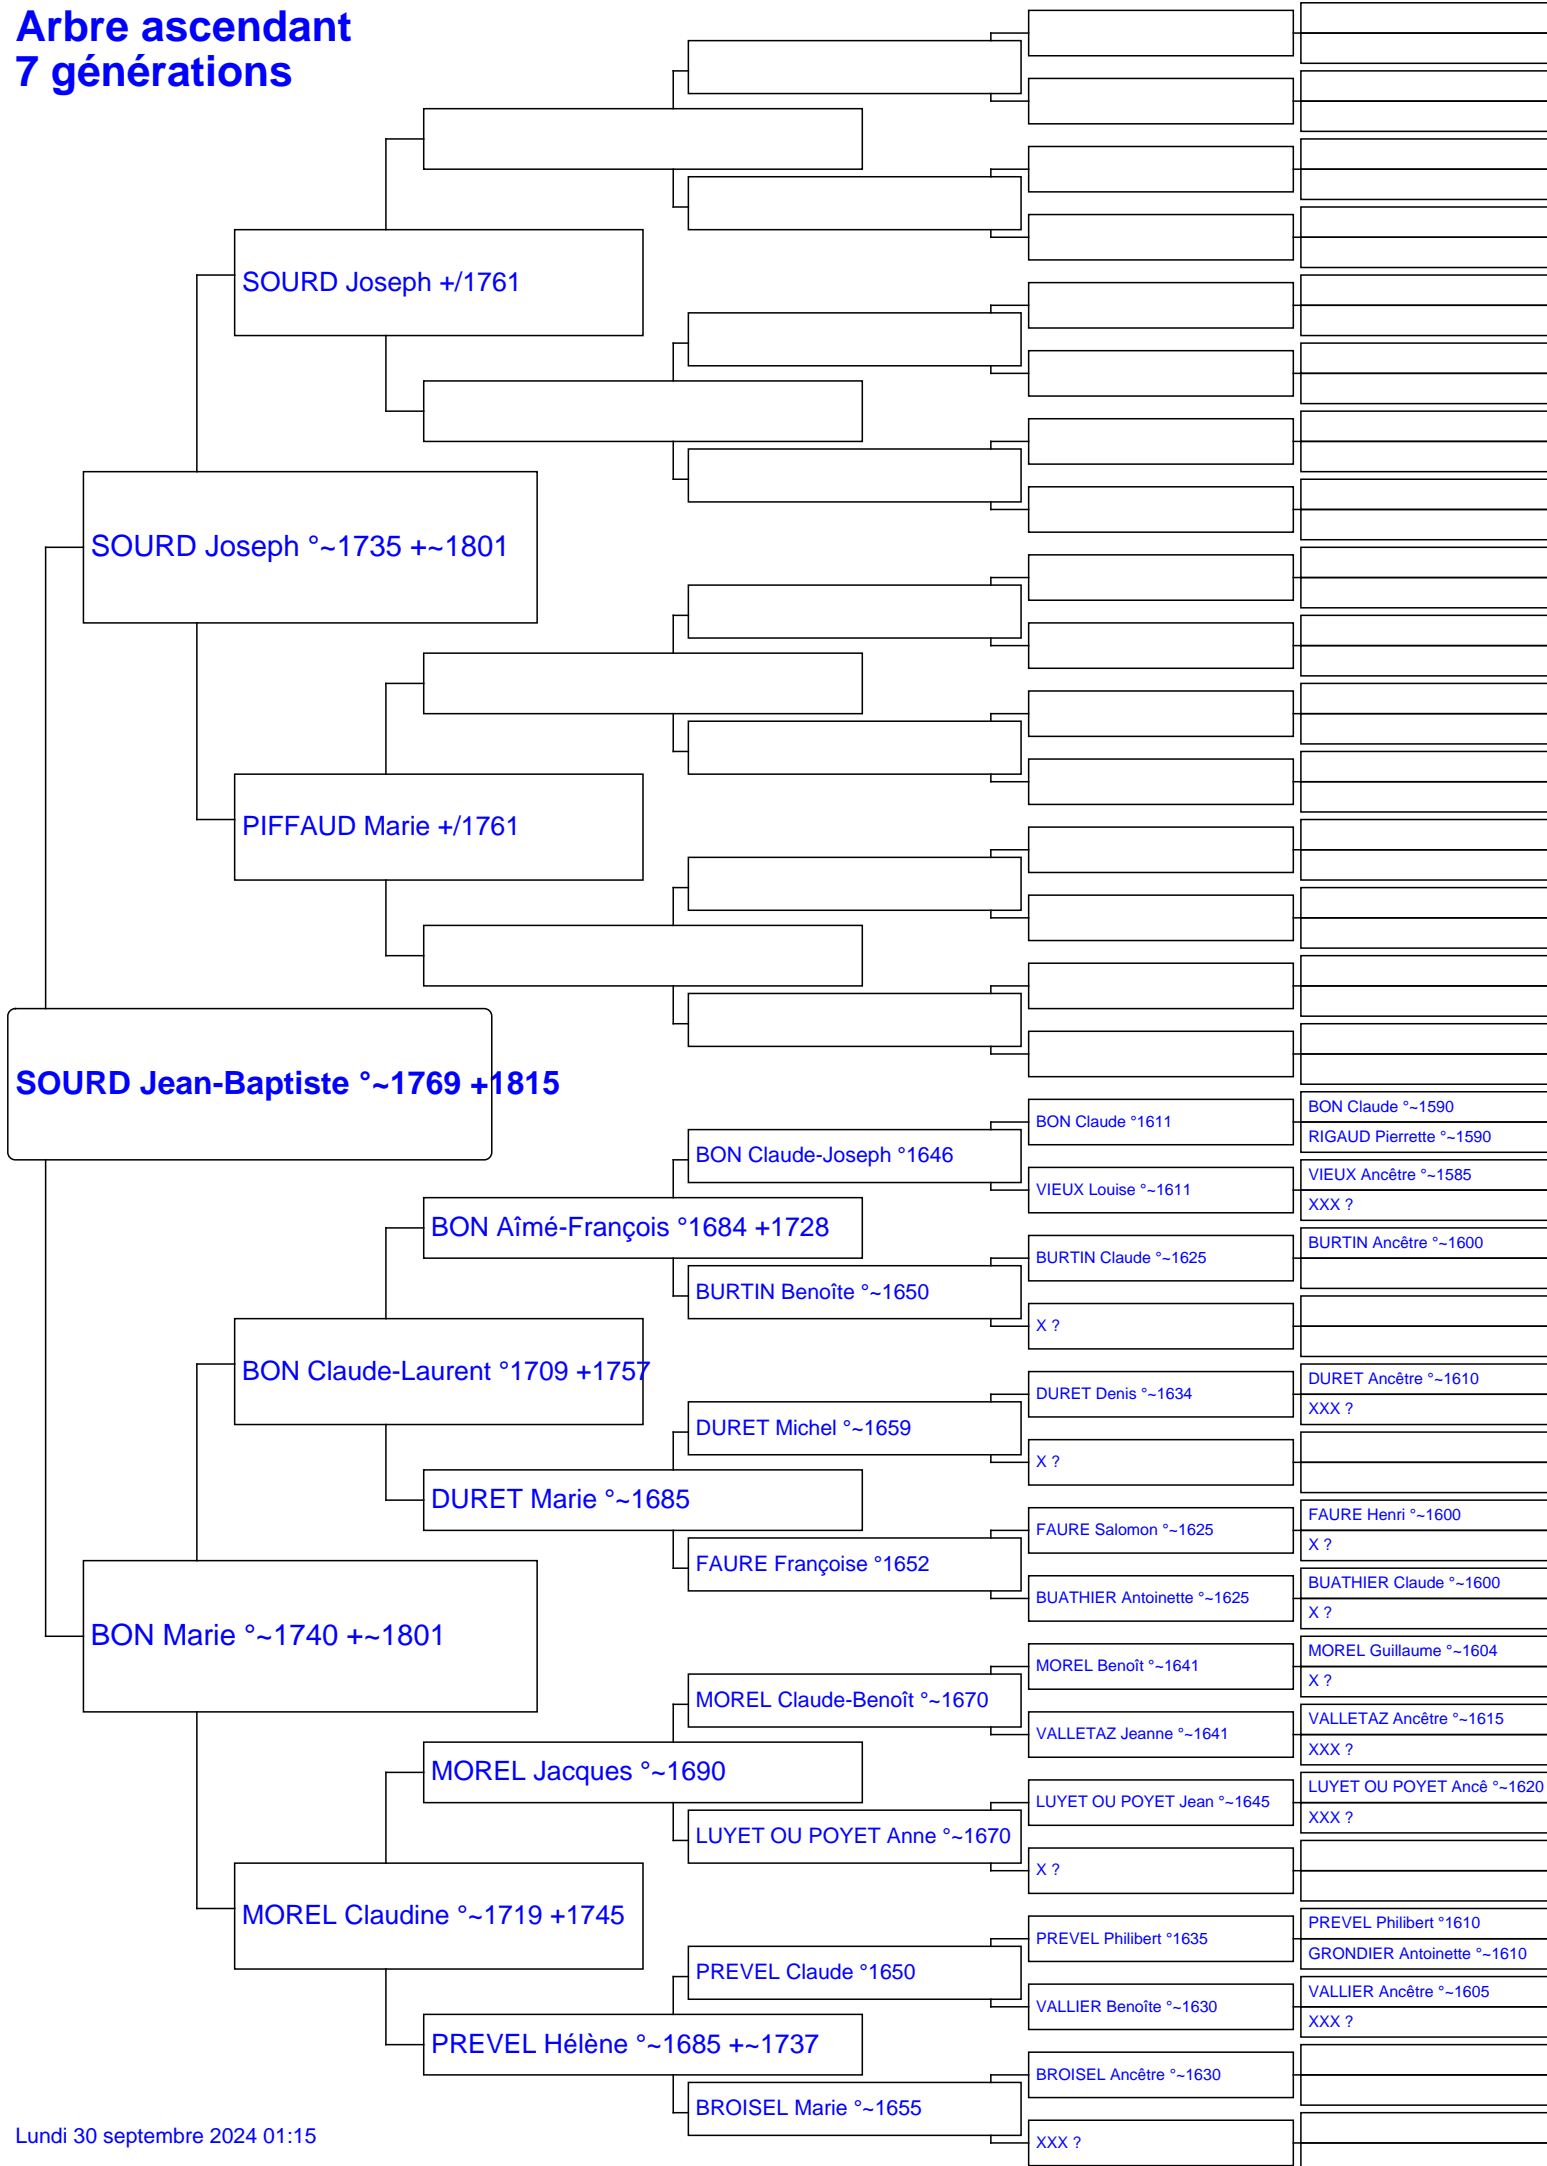 Arbre ascendant
7 générations
SOURD Joseph +/1761
SOURD Joseph °~1735 +~1801
PIFFAUD Marie +/1761
SOURD Jean-Baptiste °~1769 +1815
BON Claude °~1590
BON Claude °1611
RIGAUD Pierrette °~1590
BON Claude-Joseph °1646
VIEUX Ancêtre °~1585
VIEUX Louise °~1611
XXX ?
BON Aîmé-François °1684 +1728
BURTIN Ancêtre °~1600
BURTIN Claude °~1625
BURTIN Benoîte °~1650
X ?
BON Claude-Laurent °1709 +1757
DURET Ancêtre °~1610
DURET Denis °~1634
XXX ?
DURET Michel °~1659
X ?
DURET Marie °~1685
FAURE Henri °~1600
FAURE Salomon °~1625
X ?
FAURE Françoise °1652
BUATHIER Claude °~1600
BUATHIER Antoinette °~1625
X ?
BON Marie °~1740 +~1801
MOREL Guillaume °~1604
MOREL Benoît °~1641
X ?
MOREL Claude-Benoît °~1670
VALLETAZ Ancêtre °~1615
VALLETAZ Jeanne °~1641
XXX ?
MOREL Jacques °~1690
LUYET OU POYET Ancê °~1620
LUYET OU POYET Jean °~1645
XXX ?
LUYET OU POYET Anne °~1670
X ?
MOREL Claudine °~1719 +1745
PREVEL Philibert °1610
PREVEL Philibert °1635
GRONDIER Antoinette °~1610
PREVEL Claude °1650
VALLIER Ancêtre °~1605
VALLIER Benoîte °~1630
XXX ?
PREVEL Hélène °~1685 +~1737
BROISEL Ancêtre °~1630
BROISEL Marie °~1655
XXX ?
Lundi 30 septembre 2024 01:15